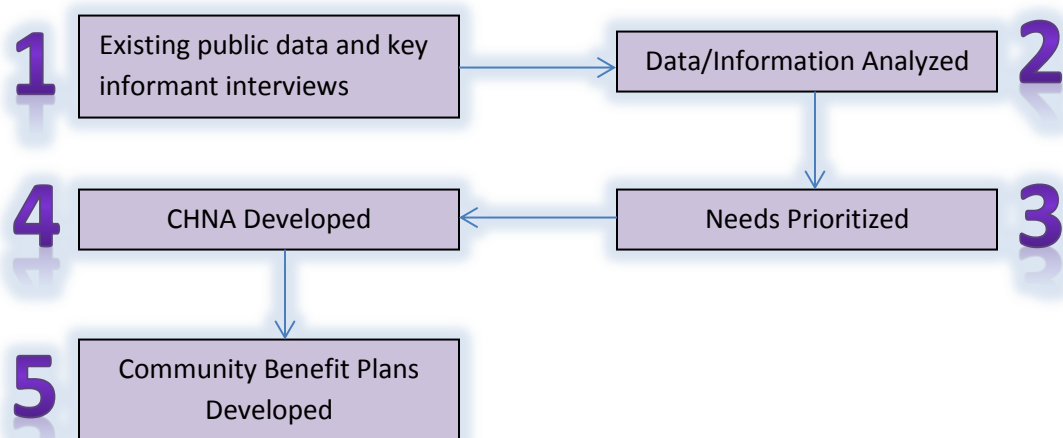 1
Existing public data and key
informant interviews
Data/Information Analyzed
2
4
CHNA Developed
Needs Prioritized
3
5
Community Benefit Plans
Developed